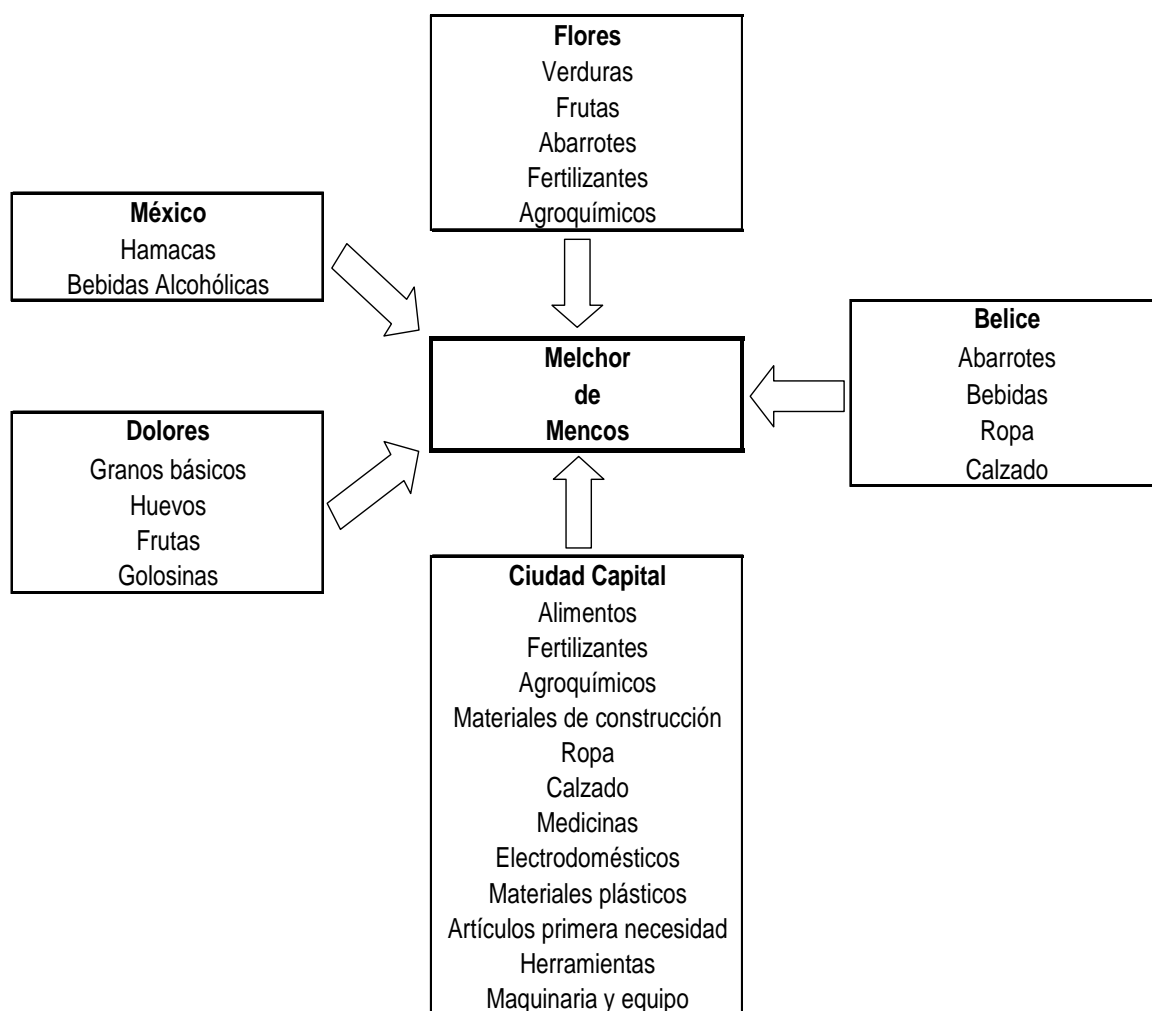 Flores
Verduras
Frutas
Abarrotes
Fertilizantes
Agroquímicos
México
Hamacas
Bebidas Alcohólicas
Melchor
de
Mencos
Belice
Abarrotes
Bebidas
Ropa
Calzado
Dolores
Granos básicos
Huevos
Frutas
Golosinas
Ciudad Capital
Alimentos
Fertilizantes
Agroquímicos
Materiales de construcción
Ropa
Calzado
Medicinas
Electrodomésticos
Materiales plásticos
Artículos primera necesidad
Herramientas
Maquinaria y equipo